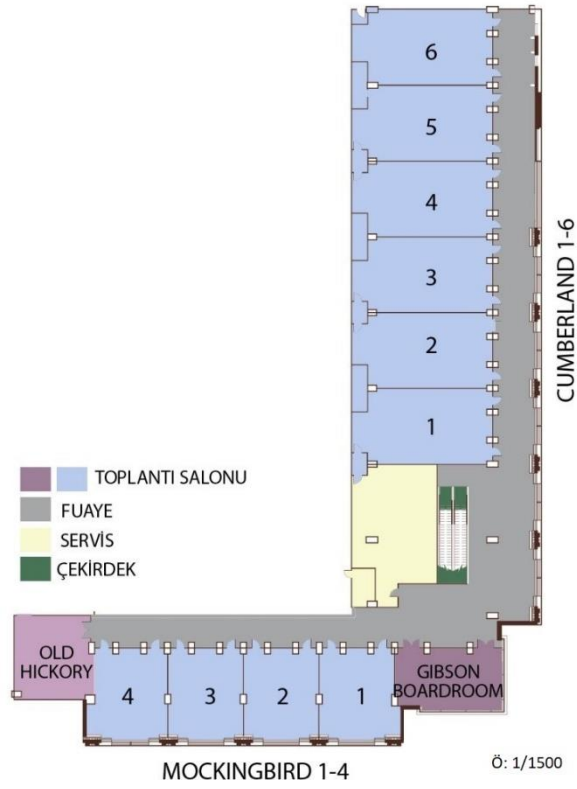 6
5
4
3
2
1
CUMBERLAND 1-6
TOPLANTI SALONU
FUAYE
SERVİS
ÇEKİRDEK
OLD
HICKORY
4
3
2
1
GIBSON
BOARDROOM
MOCKINGBIRD 1-4
Ö: 1/1500